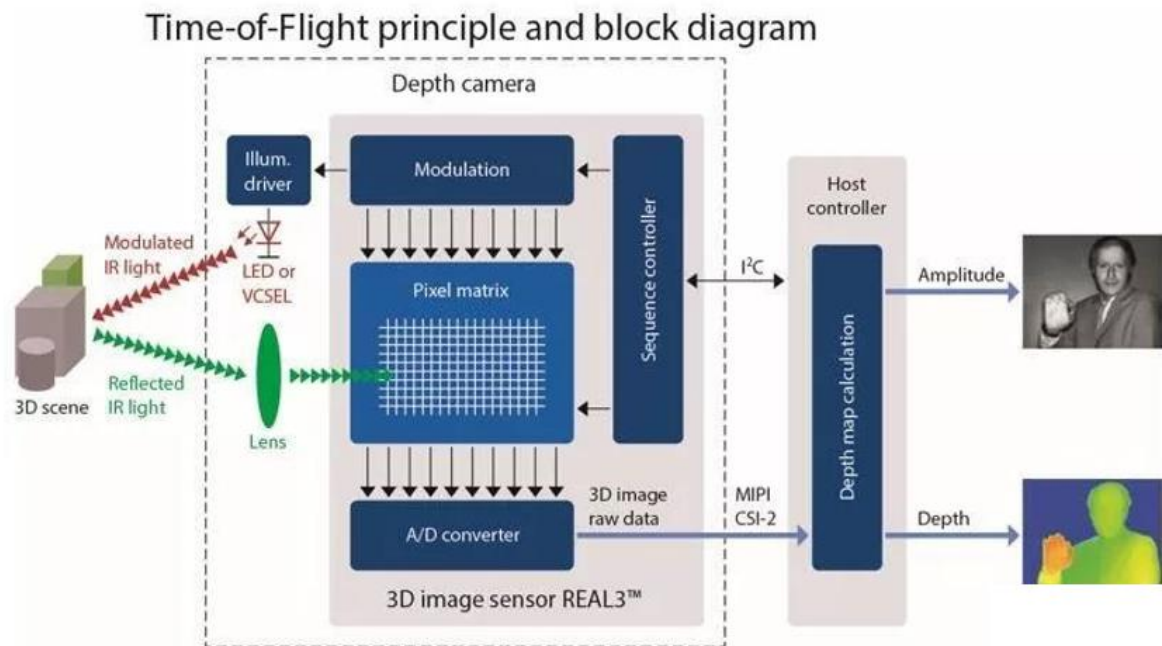 Time-of-Flight principle and block diagram
Depth camera
Illum.
driver
Modulation
Sequence controller
Host
controller
Modulated
IR light
LED or
VCSEL
Pixel matrix
I²C
Amplitude
Depth map calculation
3D scene
Reflected
IR light
Lens
3D image
raw data
MIPI
CSI-2
Depth
A/D converter
3D image sensor REAL3™